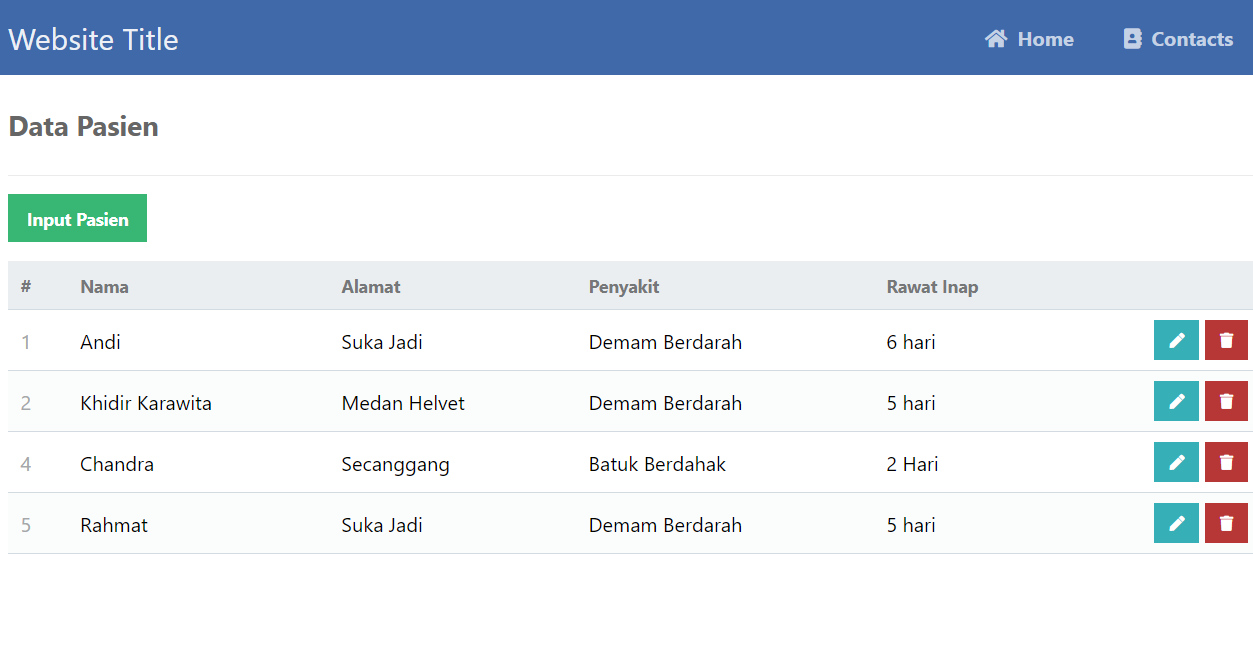 Website Title Home Contacts
Data Pasien
Input Pasien
# Nama Alamat Penyakit Rawat Inap
1 Andi Suka Jadi Demam Berdarah 6 hari
2 Khidir Karawita Medan Helvet Demam Berdarah 5 hari
4 Chandra Secanggang Batuk Berdahak 2 Hari
5 Rahmat Suka Jadi Demam Berdarah 5 hari